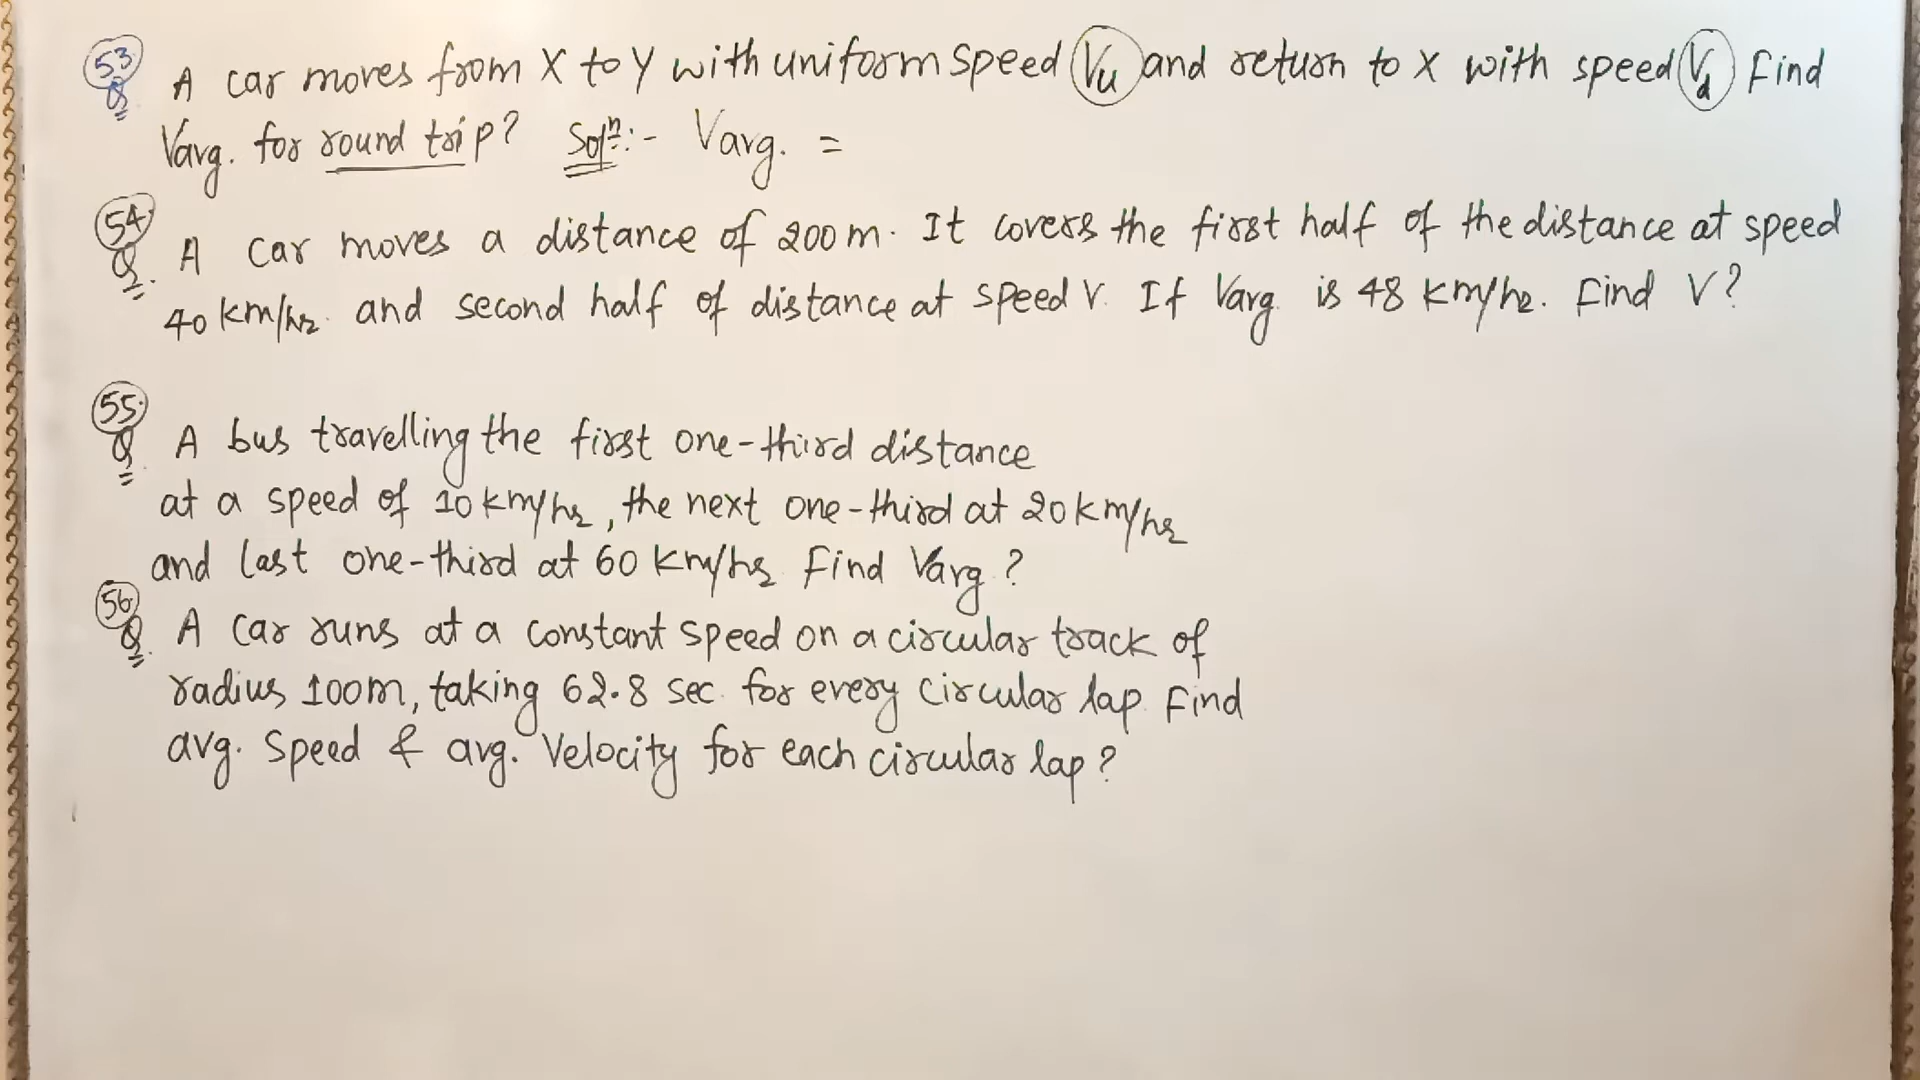 53 Q A car moves from X to Y with uniform speed Vu and return to X with speed Vd Find
Varg. for round trip? Solⁿ:- Varg. =
54. Q. A car moves a distance of 200 m. It covers the first half of the distance at speed
40 km/hr. and second half of distance at speed V. If Varg. is 48 km/hr. Find V?
55. Q A bus travelling the first one-third distance
at a speed of 10 km/hr, the next one-third at 20 km/hr
and last one-third at 60 km/hr Find Varg?
56. Q. A Car runs at a constant speed on a circular track of
radius 100m, taking 62.8 sec. for every circular lap. Find
avg. Speed & avg. Velocity for each circular lap?